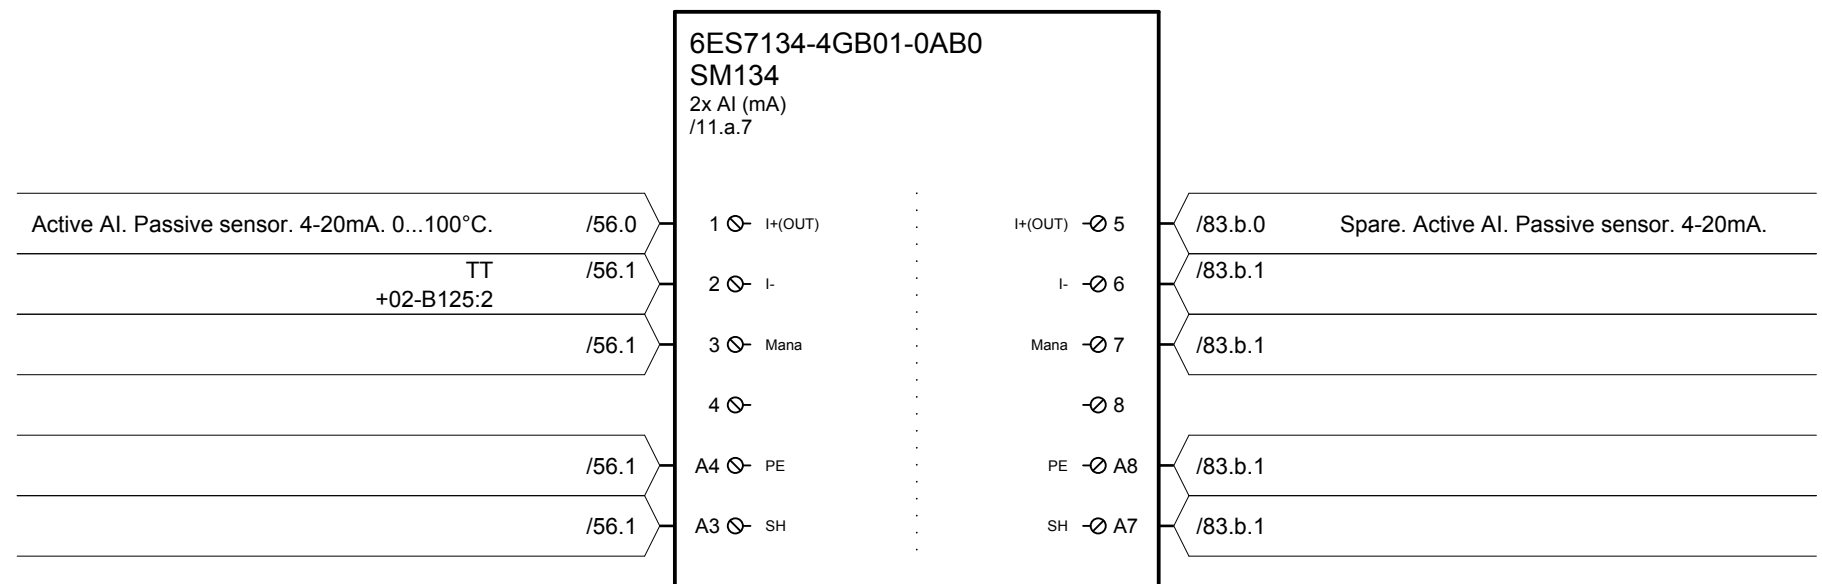 6ES7134-4GB01-0AB0
SM134
2x AI (mA)
/11.a.7
Active AI. Passive sensor. 4-20mA. 0...100°C. /56.0 1 I+(OUT) I+(OUT) 5 /83.b.0 Spare. Active AI. Passive sensor. 4-20mA.
TT /56.1 2 I- I- 6 /83.b.1
+02-B125:2
/56.1 3 Mana Mana 7 /83.b.1
4 8
/56.1 A4 PE PE A8 /83.b.1
/56.1 A3 SH SH A7 /83.b.1